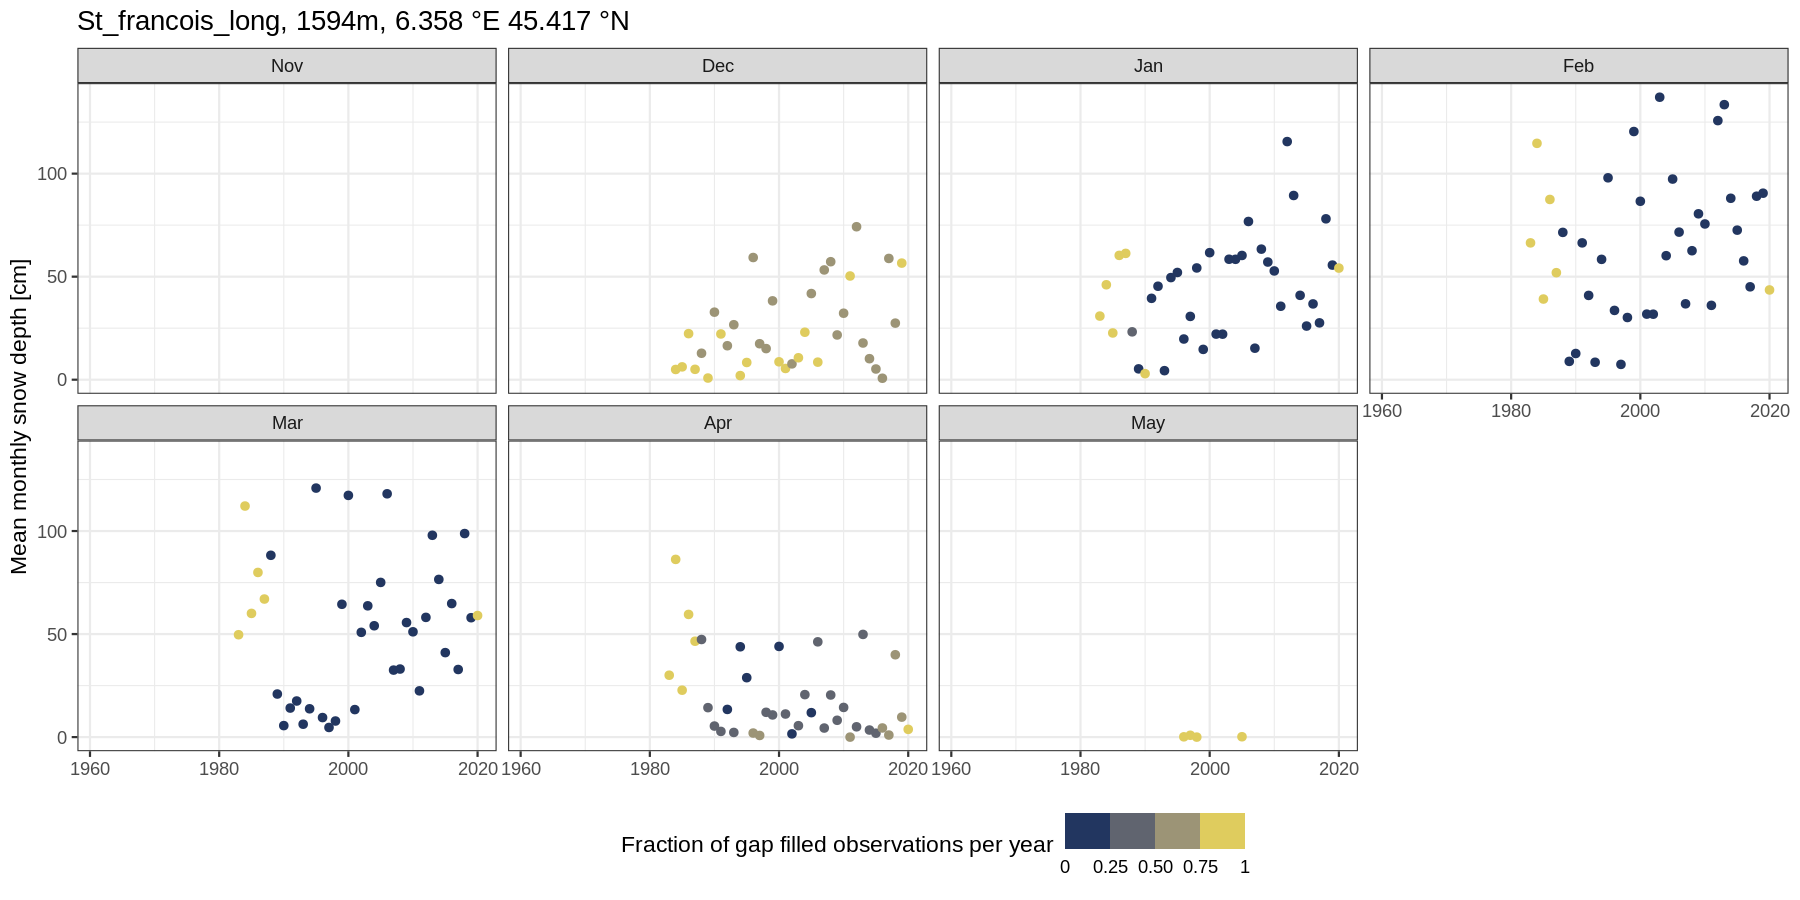 St_francois_long, 1594m, 6.358 °E 45.417 °N
Nov Dec Jan Feb
100
50
0
1960 1980 2000 2020
Mar Apr May
100
50
0
1960 1980 2000 2020 1960 1980 2000 2020 1960 1980 2000 2020
Mean monthly snow depth [cm]
Fraction of gap filled observations per year
0 0.25 0.50 0.75 1